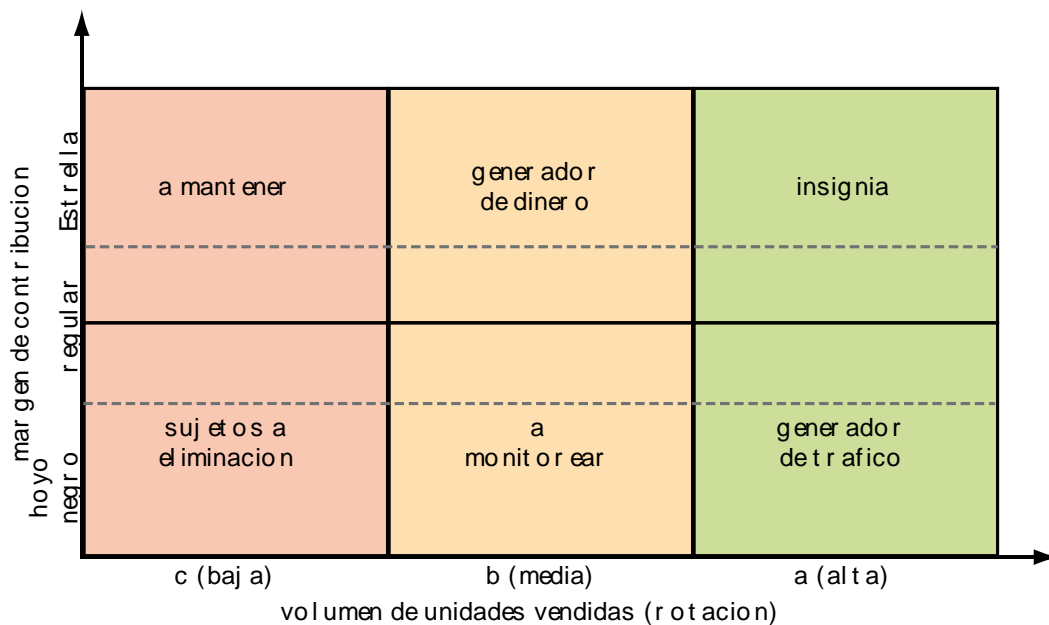 margen de contribucion
Estrella
regular
hoyo
negro
a mantener
generador
de dinero
insignia
sujetos a
eliminacion
a
monitorear
generador
de trafico
c (baja)
b (media)
a (alta)
volumen de unidades vendidas (rotacion)